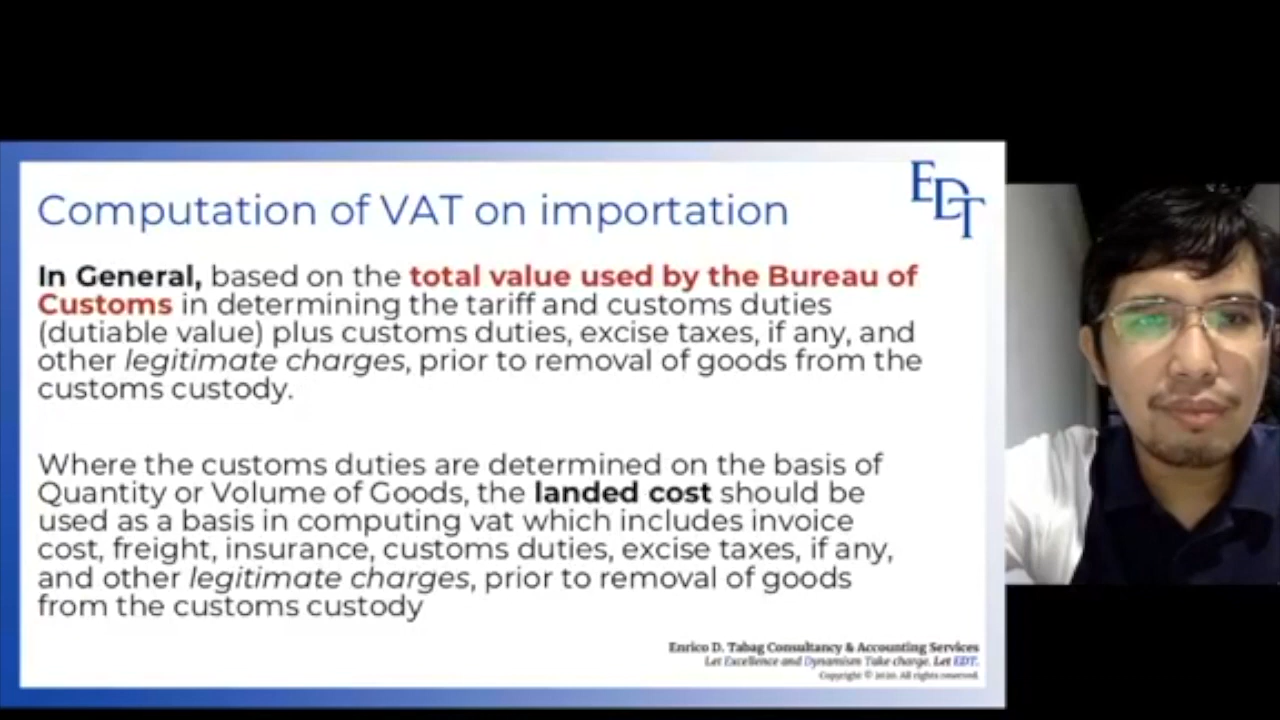 EDT
Computation of VAT on importation
In General, based on the total value used by the Bureau of
Customs in determining the tariff and customs duties
(dutiable value) plus customs duties, excise taxes, if any, and
other legitimate charges, prior to removal of goods from the
customs custody.
Where the customs duties are determined on the basis of
Quantity or Volume of Goods, the landed cost should be
used as a basis in computing vat which includes invoice
cost, freight, insurance, customs duties, excise taxes, if any,
and other legitimate charges, prior to removal of goods
from the customs custody
Enrico D. Tabag Consultancy & Accounting Services
Let Excellence and Dynamism Take charge. Let EDT.
Copyright © 2020. All rights reserved.